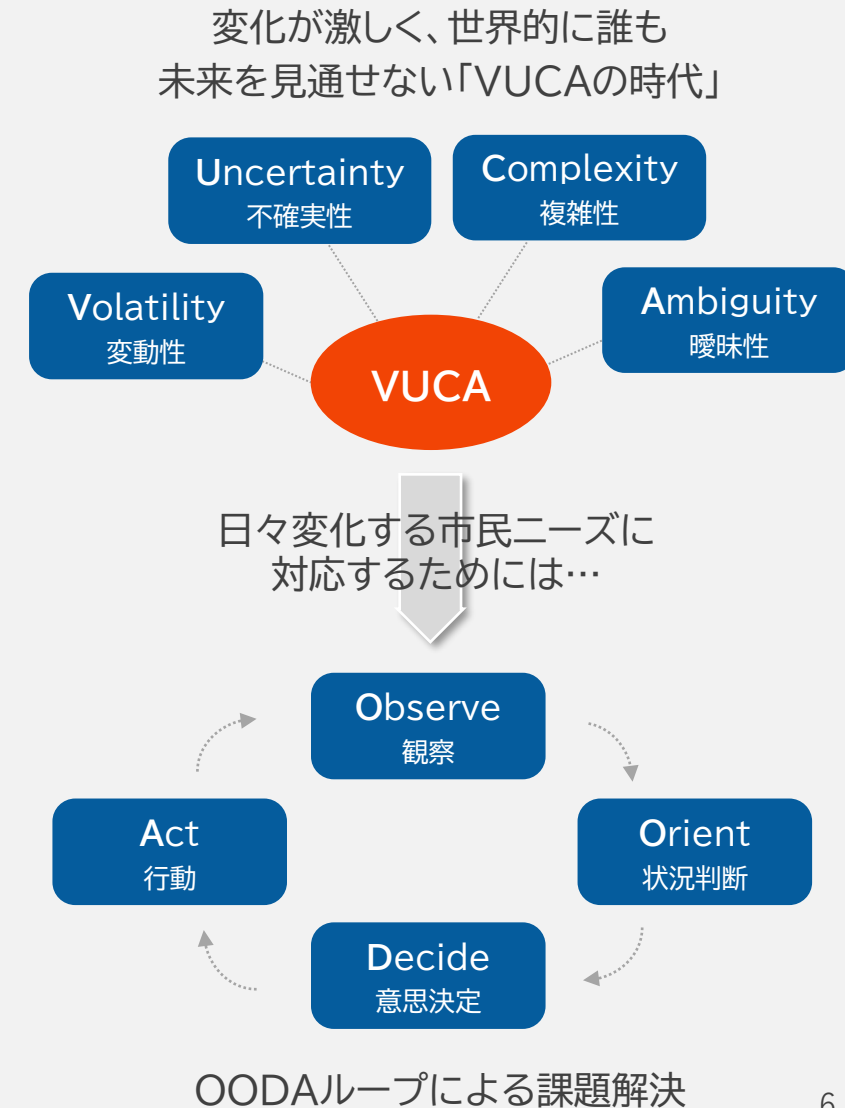 変化が激しく、世界的に誰も
未来を見通せない「VUCAの時代」
Uncertainty
不確実性
Complexity
複雑性
Volatility
変動性
Ambiguity
曖昧性
VUCA
日々変化する市民ニーズに
対応するためには…
Observe
観察
Act
行動
Orient
状況判断
Decide
意思決定
OODAループによる課題解決
6